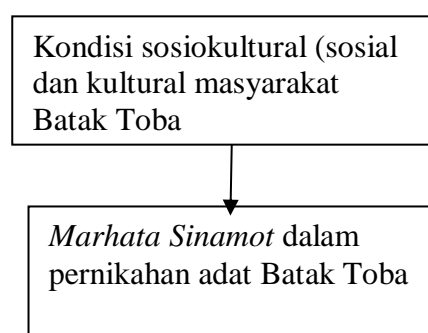 Kondisi sosiokultural (sosial
dan kultural masyarakat
Batak Toba
Marhata Sinamot dalam
pernikahan adat Batak Toba